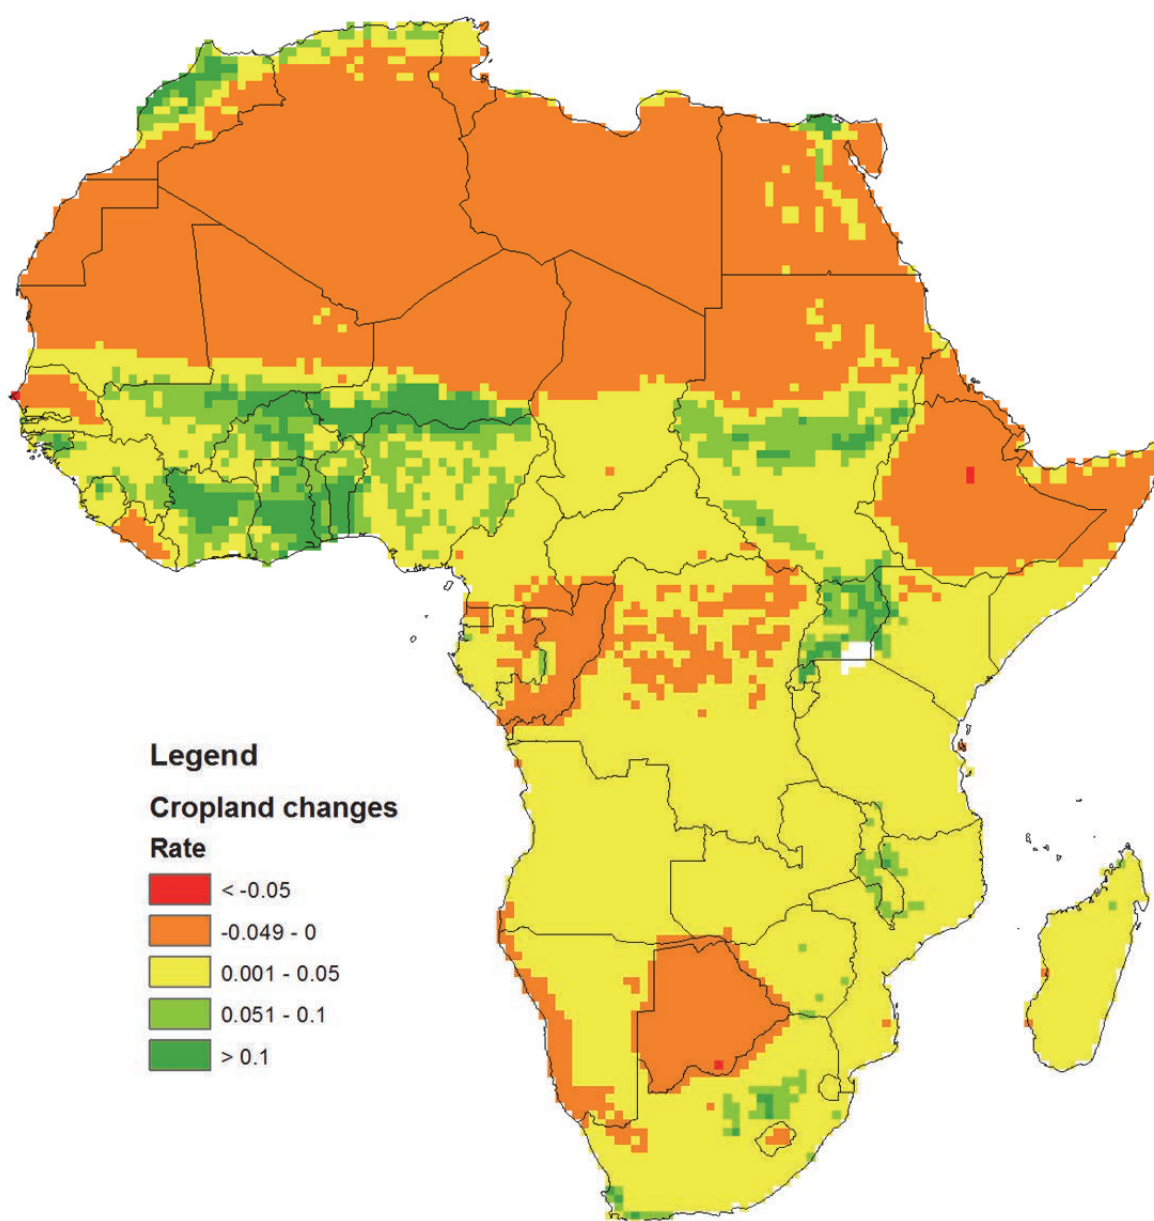 Legend
Cropland changes
Rate
< -0.05
-0.049 - 0
0.001 - 0.05
0.051 - 0.1
> 0.1